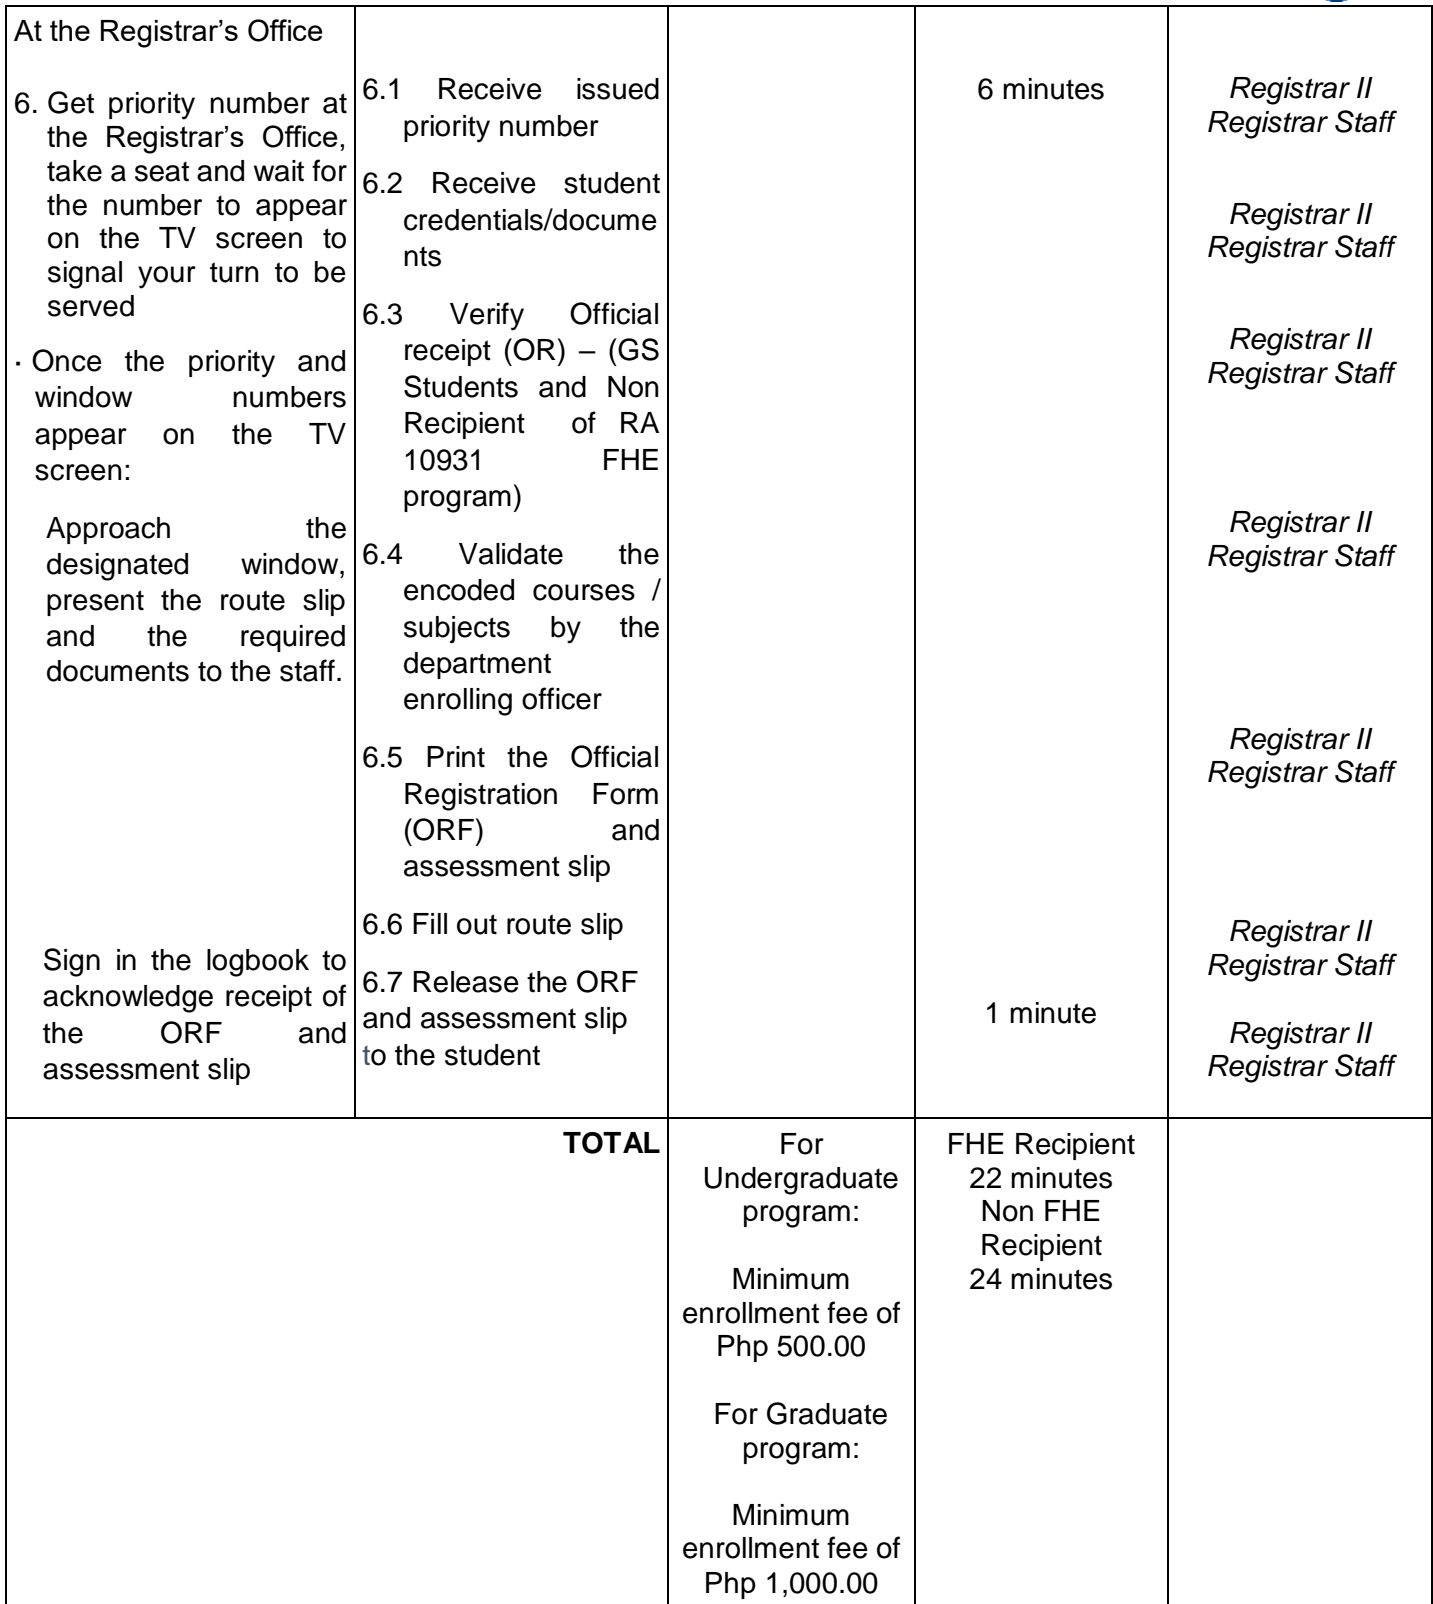 At the Registrar’s Office
6. Get priority number at
the Registrar’s Office,
take a seat and wait for
the number to appear
on the TV screen to
signal your turn to be
served
· Once the priority and
window numbers
appear on the TV
screen:
Approach the
designated window,
present the route slip
and the required
documents to the staff.
Sign in the logbook to
acknowledge receipt of
the ORF and
assessment slip
6.1 Receive issued
priority number
6.2 Receive student
credentials/docume
nts
6.3 Verify Official
receipt (OR) – (GS
Students and Non
Recipient of RA
10931 FHE
program)
6.4 Validate the
encoded courses /
subjects by the
department
enrolling officer
6.5 Print the Official
Registration Form
(ORF) and
assessment slip
6.6 Fill out route slip
6.7 Release the ORF
and assessment slip
to the student
6 minutes
1 minute
Registrar II
Registrar Staff
Registrar II
Registrar Staff
Registrar II
Registrar Staff
Registrar II
Registrar Staff
Registrar II
Registrar Staff
Registrar II
Registrar Staff
Registrar II
Registrar Staff
TOTAL
For
Undergraduate
program:
Minimum
enrollment fee of
Php 500.00
For Graduate
program:
Minimum
enrollment fee of
Php 1,000.00
FHE Recipient
22 minutes
Non FHE
Recipient
24 minutes